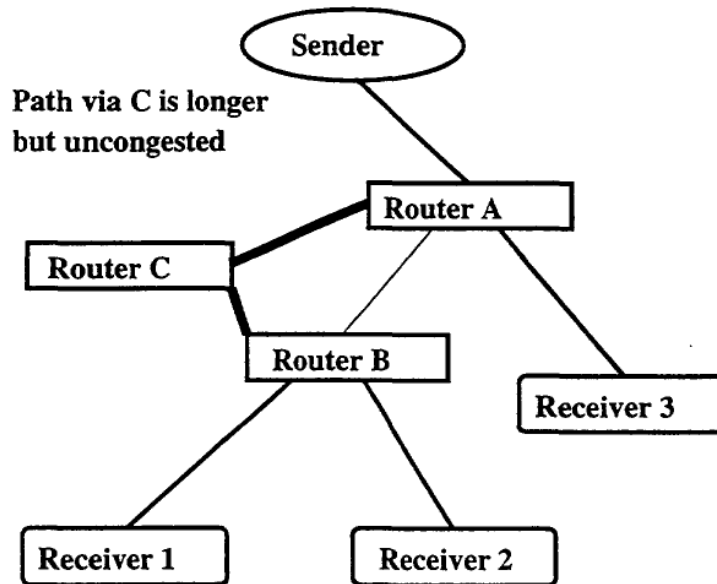 Sender
Path via C is longer
but uncongested
Router A
Router C
Router B
Receiver 3
Receiver 1
Receiver 2